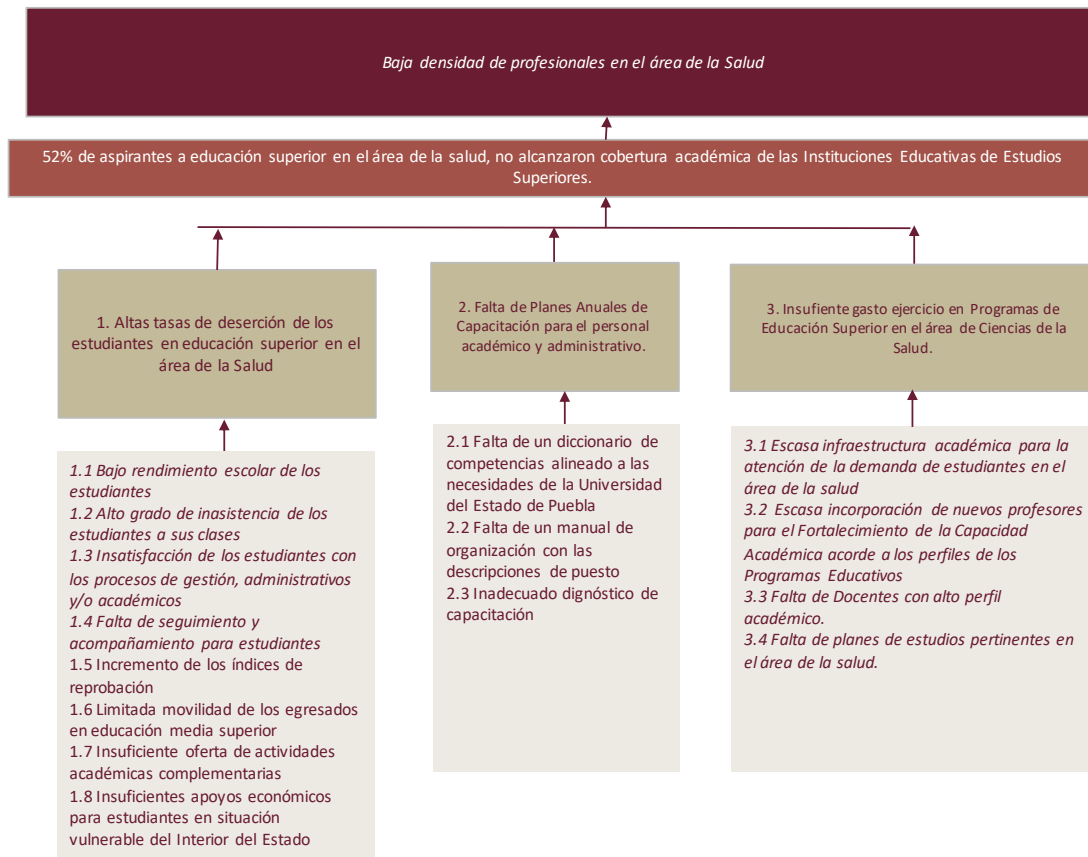 Baja densidad de profesionales en el área de la Salud
52% de aspirantes a educación superior en el área de la salud, no alcanzaron cobertura académica de las Instituciones Educativas de Estudios
Superiores.
1. Altas tasas de deserción de los
estudiantes en educación superior en el
área de la Salud
2. Falta de Planes Anuales de
Capacitación para el personal
académico y administrativo.
3. Insufiente gasto ejercicio en Programas de
Educación Superior en el área de Ciencias de la
Salud.
1.1 Bajo rendimiento escolar de los
estudiantes
1.2 Alto grado de inasistencia de los
estudiantes a sus clases
1.3 Insatisfacción de los estudiantes con
los procesos de gestión, administrativos
y/o académicos
1.4 Falta de seguimiento y
acompañamiento para estudiantes
1.5 Incremento de los índices de
reprobación
1.6 Limitada movilidad de los egresados
en educación media superior
1.7 Insuficiente oferta de actividades
académicas complementarias
1.8 Insuficientes apoyos económicos
para estudiantes en situación
vulnerable del Interior del Estado
2.1 Falta de un diccionario de
competencias alineado a las
necesidades de la Universidad
del Estado de Puebla
2.2 Falta de un manual de
organización con las
descripciones de puesto
2.3 Inadecuado dignóstico de
capacitación
3.1 Escasa infraestructura académica para la
atención de la demanda de estudiantes en el
área de la salud
3.2 Escasa incorporación de nuevos profesores
para el Fortalecimiento de la Capacidad
Académica acorde a los perfiles de los
Programas Educativos
3.3 Falta de Docentes con alto perfil
académico.
3.4 Falta de planes de estudios pertinentes en
el área de la salud.